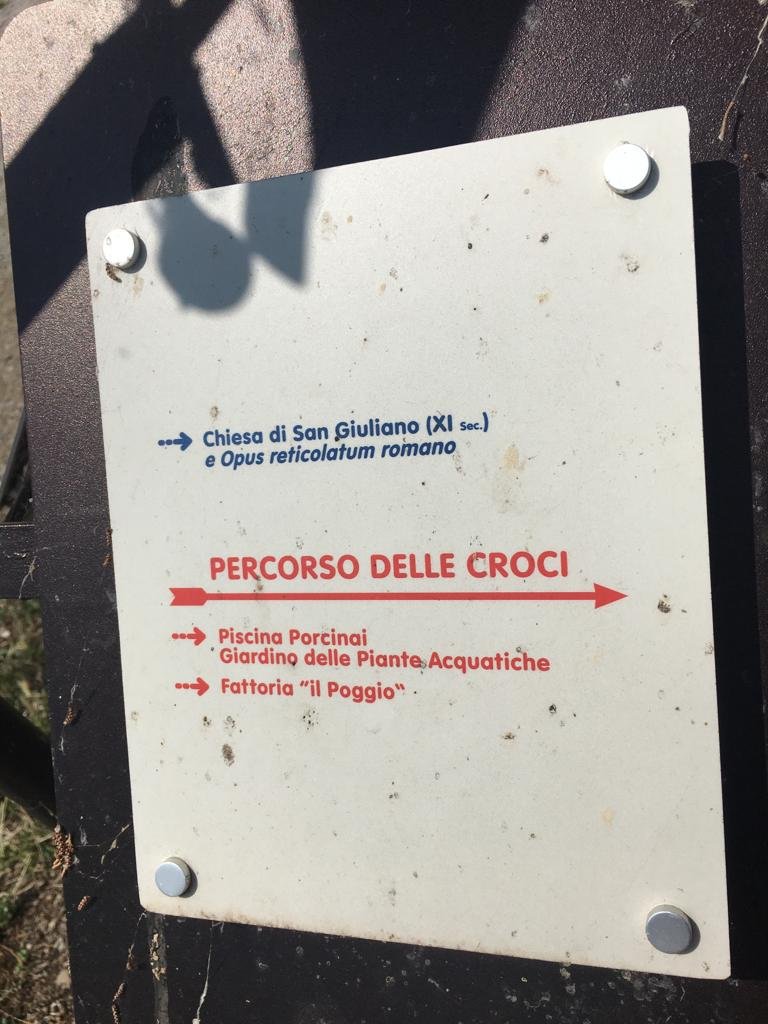 Chiesa di San Giuliano (XI Sec.)
e Opus reticolatum romano
PERCORSO DELLE CROCI
Piscina Porcinai
Giardino delle Piante Acquatiche
Fattoria "il Poggio"